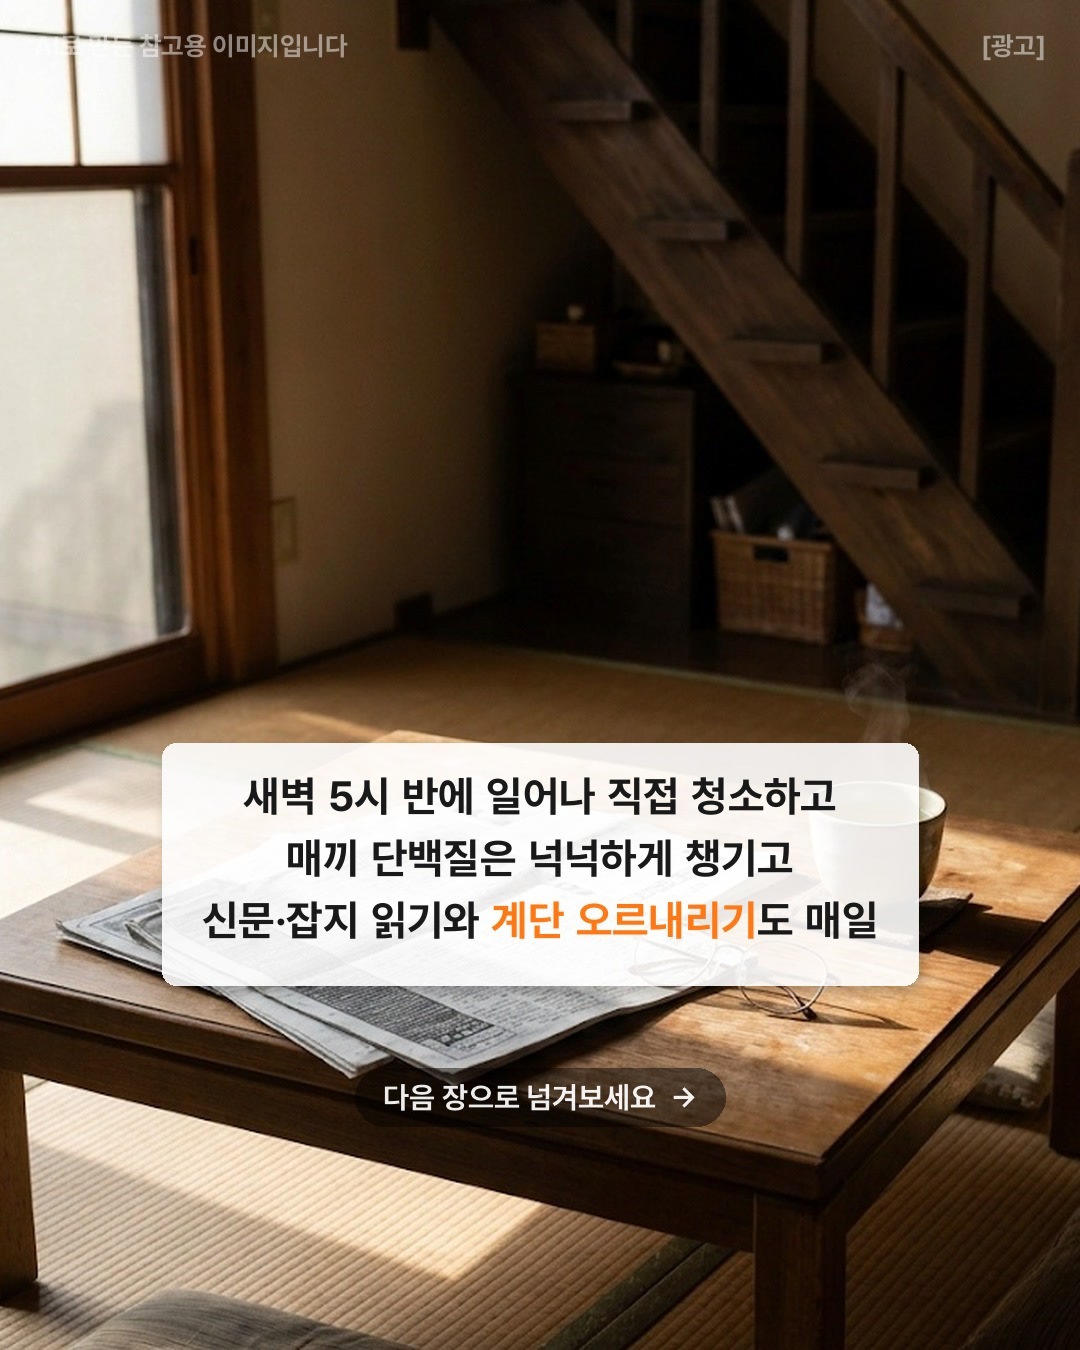 AI로 만든 참고용 이미지입니다
[광고]
새벽 5시 반에 일어나 직접 청소하고
매끼 단백질은 넉넉하게 챙기고
신문·잡지 읽기와 계단 오르내리기도 매일
다음 장으로 넘겨보세요 →